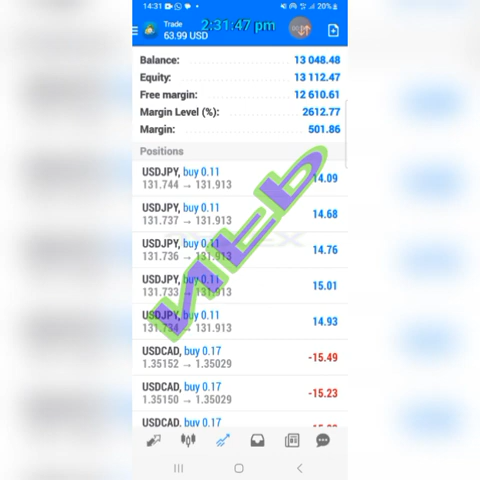 14:31
20%
Trade
63.99 USD
2:31:47 pm
Balance: 13 048.48
Equity: 13 112.47
Free margin: 12 610.61
Margin Level (%): 2612.77
Margin: 501.86
Positions
USDJPY, buy 0.11
131.744 → 131.913 14.09
USDJPY, buy 0.11
131.737 → 131.913 14.68
USDJPY, buy 0.11
131.736 → 131.913 14.76
USDJPY, buy 0.11
131.733 → 131.913 15.01
USDJPY, buy 0.11
131.734 → 131.913 14.93
USDCAD, buy 0.17
1.35152 → 1.35029 -15.49
USDCAD, buy 0.17
1.35150 → 1.35029 -15.23
USDCAD, buy 0.17